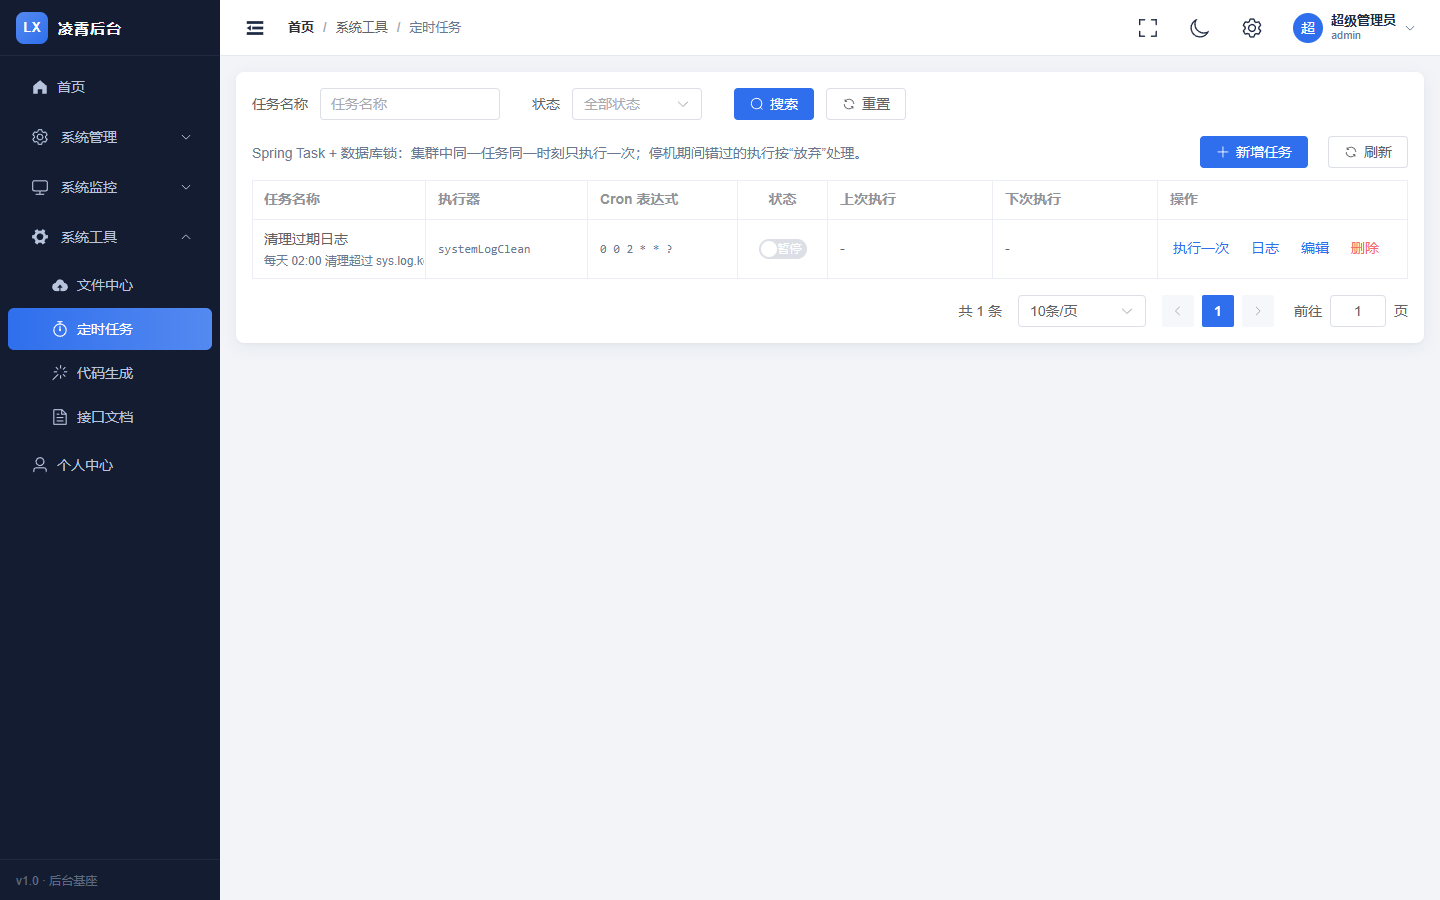 LX 凌霄后台
首页 / 系统工具 / 定时任务
超 超级管理员
admin
首页
系统管理
系统监控
系统工具
文件中心
定时任务
代码生成
接口文档
个人中心
v1.0 · 后台基座
任务名称 任务名称 状态 全部状态 搜索 重置
Spring Task + 数据库锁：集群中同一任务同一时刻只执行一次；停机期间错过的执行按“放弃”处理。 新增任务 刷新
任务名称 执行器 Cron 表达式 状态 上次执行 下次执行 操作
清理过期日志
每天 02:00 清理超过 sys.log.k
systemLogClean 0 0 2 * * ? 暂停 - - 执行一次 日志 编辑 删除
共 1 条 10条/页 1 前往 1 页